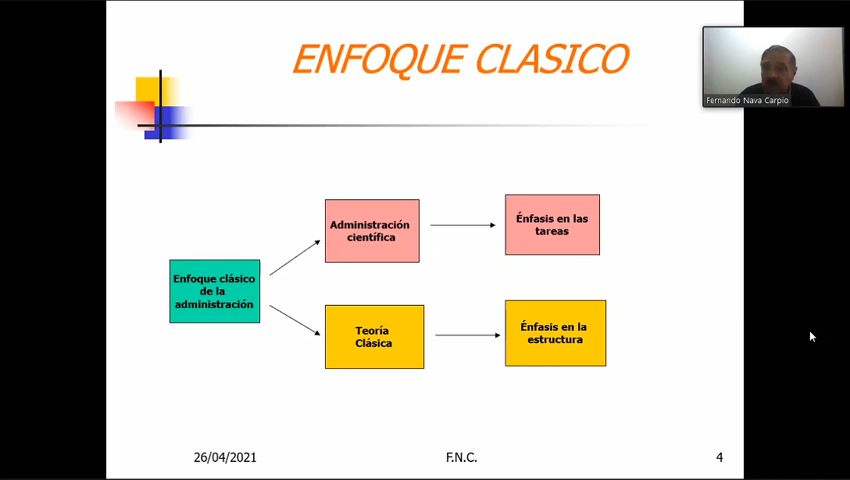 ENFOQUE CLASICO
Fernando Nava Carpio
Administración
científica
Énfasis en las
tareas
Enfoque clásico
de la
administración
Teoría
Clásica
Énfasis en la
estructura
26/04/2021
F.N.C.
4